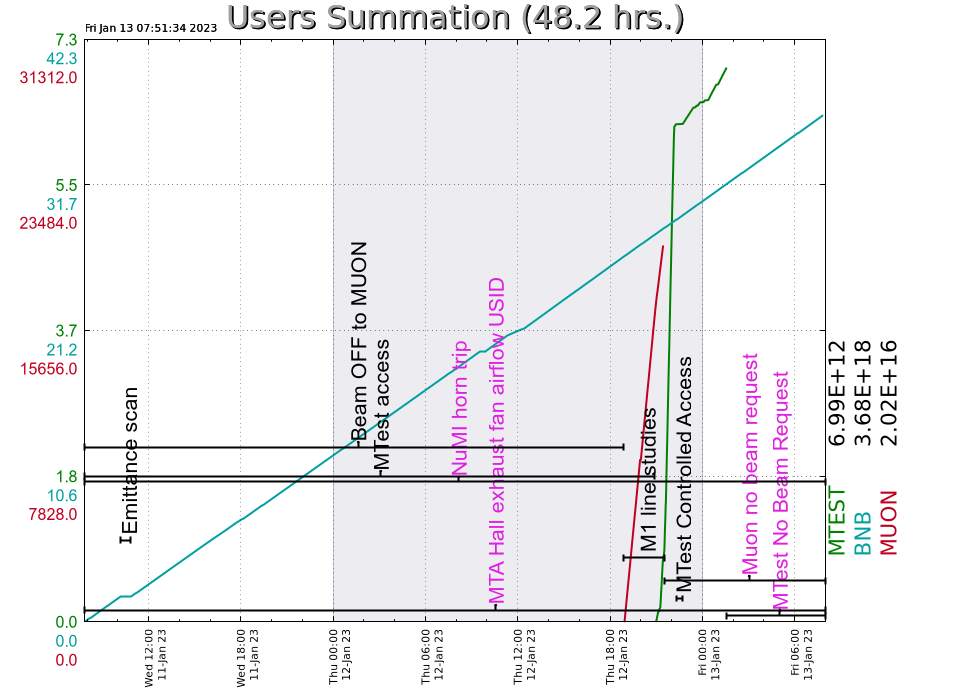 Users Summation (48.2 hrs.)
Fri Jan 13 07:51:34 2023
7.3
42.3
31312.0
5.5
31.7
23484.0
3.7
21.2
15656.0
1.8
10.6
7828.0
0.0
0.0
0.0
Emittance scan
Beam OFF to MUON
MTest access
NuMI horn trip
MTA Hall exhaust fan airflow USID
M1 line studies
MTest Controlled Access
Muon no beam request
MTest No Beam Request
MTEST 6.99E+12
BNB 3.68E+18
MUON 2.02E+16
Wed 12:00
11-Jan 23
Wed 18:00
11-Jan 23
Thu 00:00
12-Jan 23
Thu 06:00
12-Jan 23
Thu 12:00
12-Jan 23
Thu 18:00
12-Jan 23
Fri 00:00
13-Jan 23
Fri 06:00
13-Jan 23